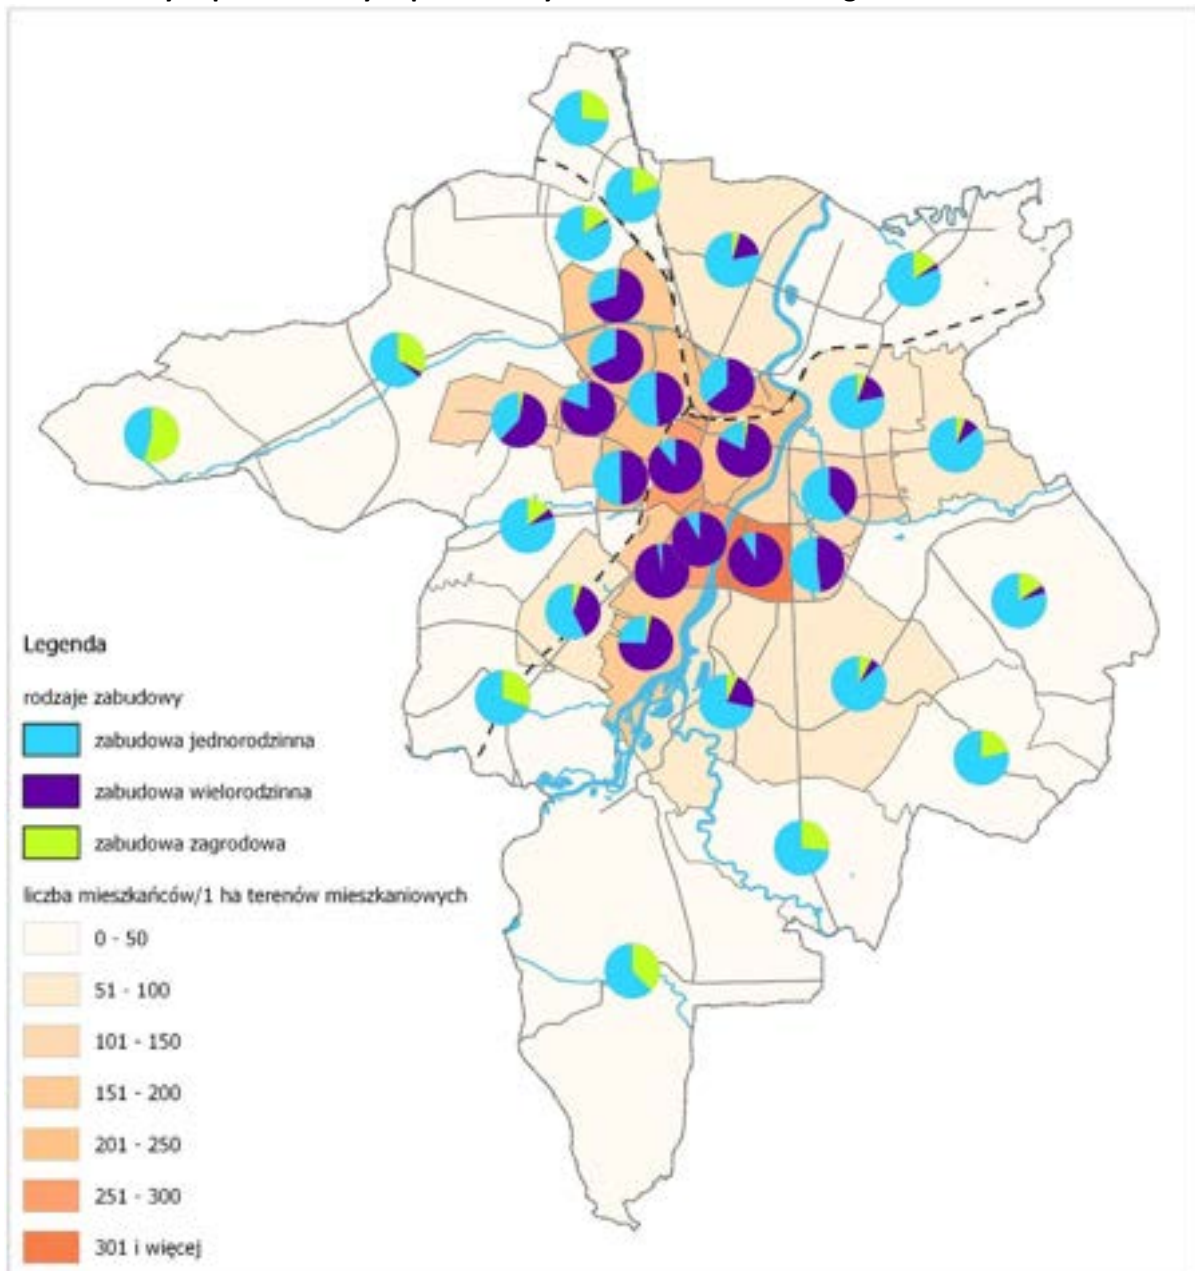 Legenda
rodzaje zabudowy
zabudowa jednorodzinna
zabudowa wielorodzinna
zabudowa zagrodowa
liczba mieszkańców/1 ha terenów mieszkaniowych
0 - 50
51 - 100
101 - 150
151 - 200
201 - 250
251 - 300
301 i więcej